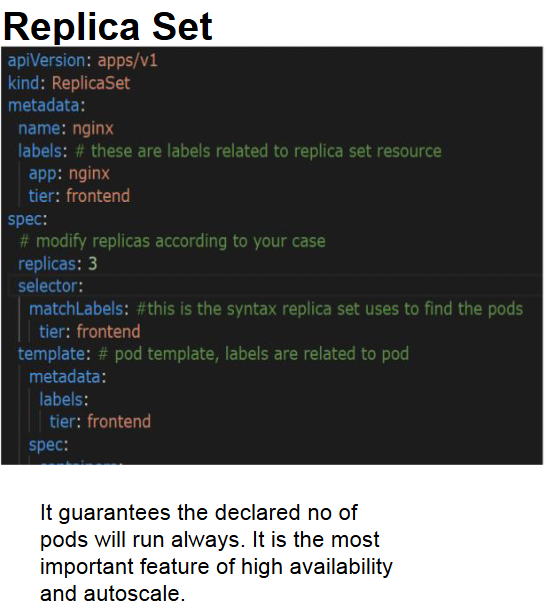 Replica Set
apiVersion: apps/v1
kind: ReplicaSet
metadata:
  name: nginx
  labels: # these are labels related to replica set resource
    app: nginx
    tier: frontend
spec:
  # modify replicas according to your case
  replicas: 3
  selector:
    matchLabels: #this is the syntax replica set uses to find the pods
      tier: frontend
  template: # pod template, labels are related to pod
    metadata:
      labels:
        tier: frontend
    spec:
It guarantees the declared no of
pods will run always. It is the most
important feature of high availability
and autoscale.